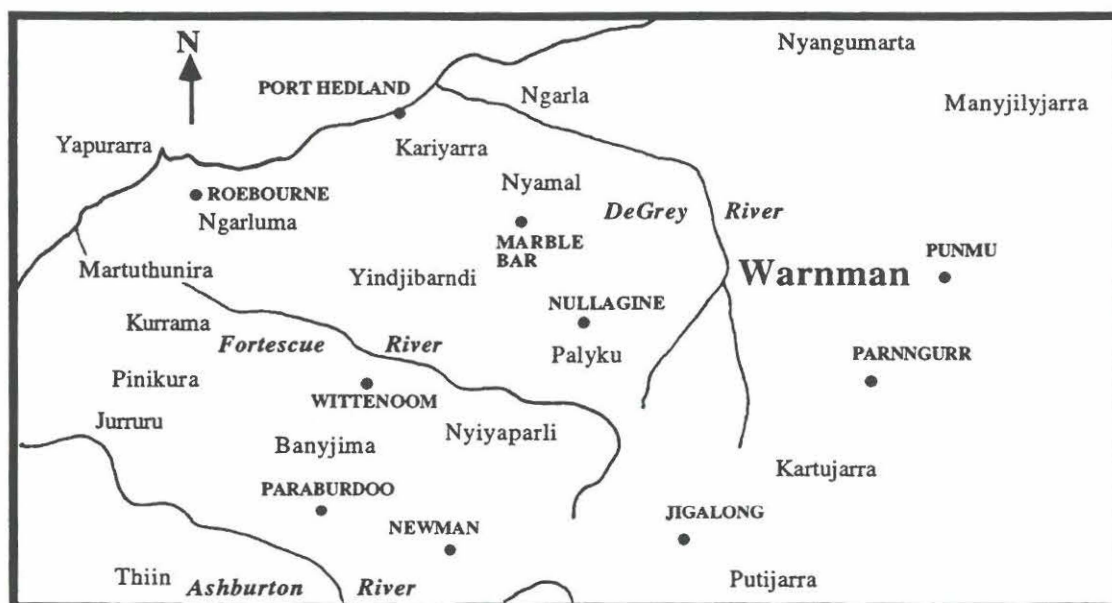 Nyangumarta
N
PORT HEDLAND
Ngarla
Manyjilyjarra
Yapurarra
Kariyarra
Nyamal
ROEBOURNE
Ngarluma
DeGrey River
MARBLE
BAR
Martuthunira
Yindjibarndi
Warnman
PUNMU
NULLAGINE
Kurrama
Fortescue River
Palyku
PARNNGURR
Pinikura
WITTENOOM
Jurruru
Banyjima
Nyiyaparli
Kartujarra
PARABURDOO
NEWMAN
JIGALONG
Thiin
Ashburton River
Putijarra